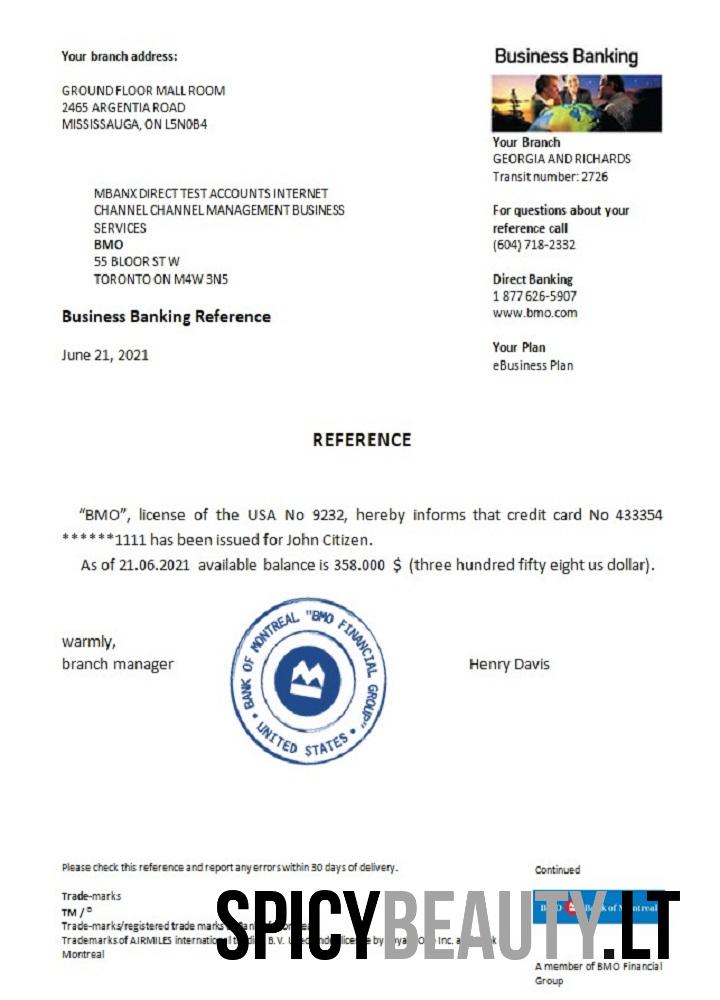 Your branch address:
GROUND FLOOR MALL ROOM
2465 ARGENTIA ROAD
MISSISSAUGA, ON L5N0B4
Business Banking
Your Branch
GEORGIA AND RICHARDS
Transit number: 2726
For questions about your
reference call
(604) 718-2332
Direct Banking
1 877 626-5907
www.bmo.com
Your Plan
eBusiness Plan
MBANX DIRECT TEST ACCOUNTS INTERNET
CHANNEL CHANNEL MANAGEMENT BUSINESS
SERVICES
BMO
55 BLOOR ST W
TORONTO ON M4W 3N5
Business Banking Reference
June 21, 2021
REFERENCE
“BMO”, license of the USA No 9232, hereby informs that credit card No 433354
******1111 has been issued for John Citizen.
As of 21.06.2021 available balance is 358.000 $ (three hundred fifty eight us dollar).
warmly,
branch manager
BANK OF MONTREAL "BMO FINANCIAL GROUP"
• UNITED STATES •
Henry Davis
Please check this reference and report any errors within 30 days of delivery.
Trade-marks
TM / ®
Trade-marks/registered trade marks
Trademarks of AIRMILES international B.V. by Inc.
Montreal
Continued
of Montreal
A member of BMO Financial
Group
SPICYBEAUTY.LT